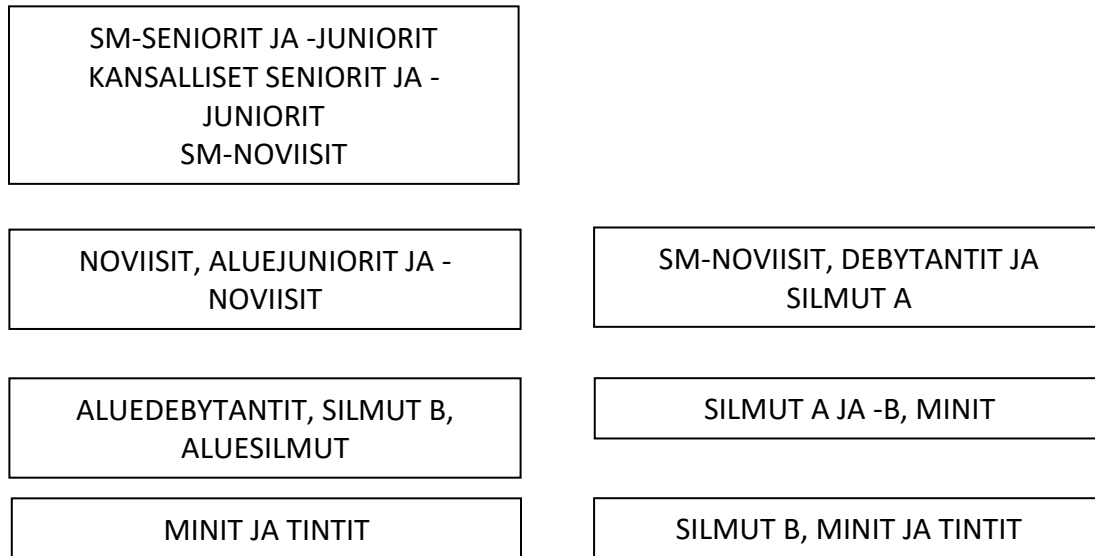 SM-SENIORIT JA -JUNIORIT
KANSALLISET SENIORIT JA -
JUNIORIT
SM-NOVIISIT
NOVIISIT, ALUEJUNIORIT JA -
NOVIISIT
SM-NOVIISIT, DEBYTANTIT JA
SILMUT A
ALUEDEBYTANTIT, SILMUT B,
ALUESILMUT
SILMUT A JA -B, MINIT
MINIT JA TINTIT
SILMUT B, MINIT JA TINTIT